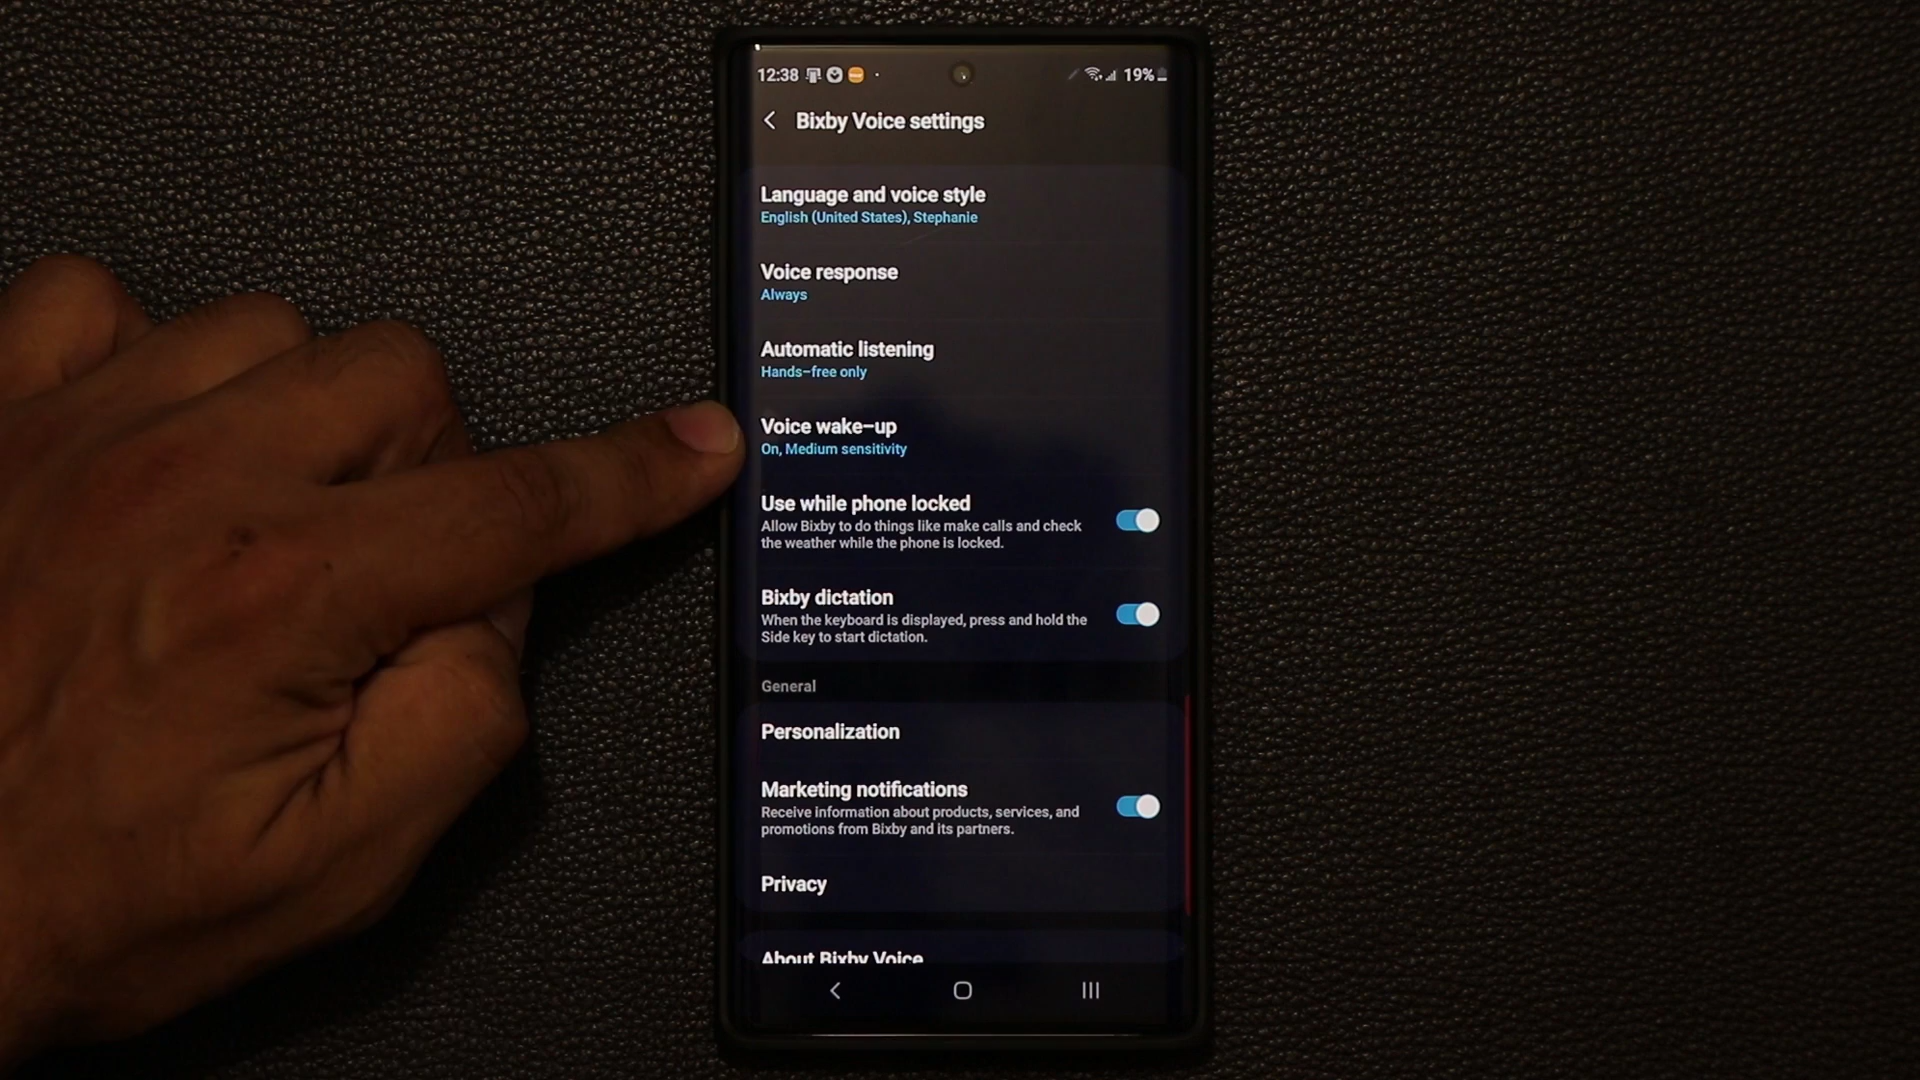 12:38
19%
Bixby Voice settings
Language and voice style
English (United States), Stephanie
Voice response
Always
Automatic listening
Hands-free only
Voice wake-up
On, Medium sensitivity
Use while phone locked
Allow Bixby to do things like make calls and check
the weather while the phone is locked.
Bixby dictation
When the keyboard is displayed, press and hold the
Side key to start dictation.
General
Personalization
Marketing notifications
Receive information about products, services, and
promotions from Bixby and its partners.
Privacy
About Bixby Voice